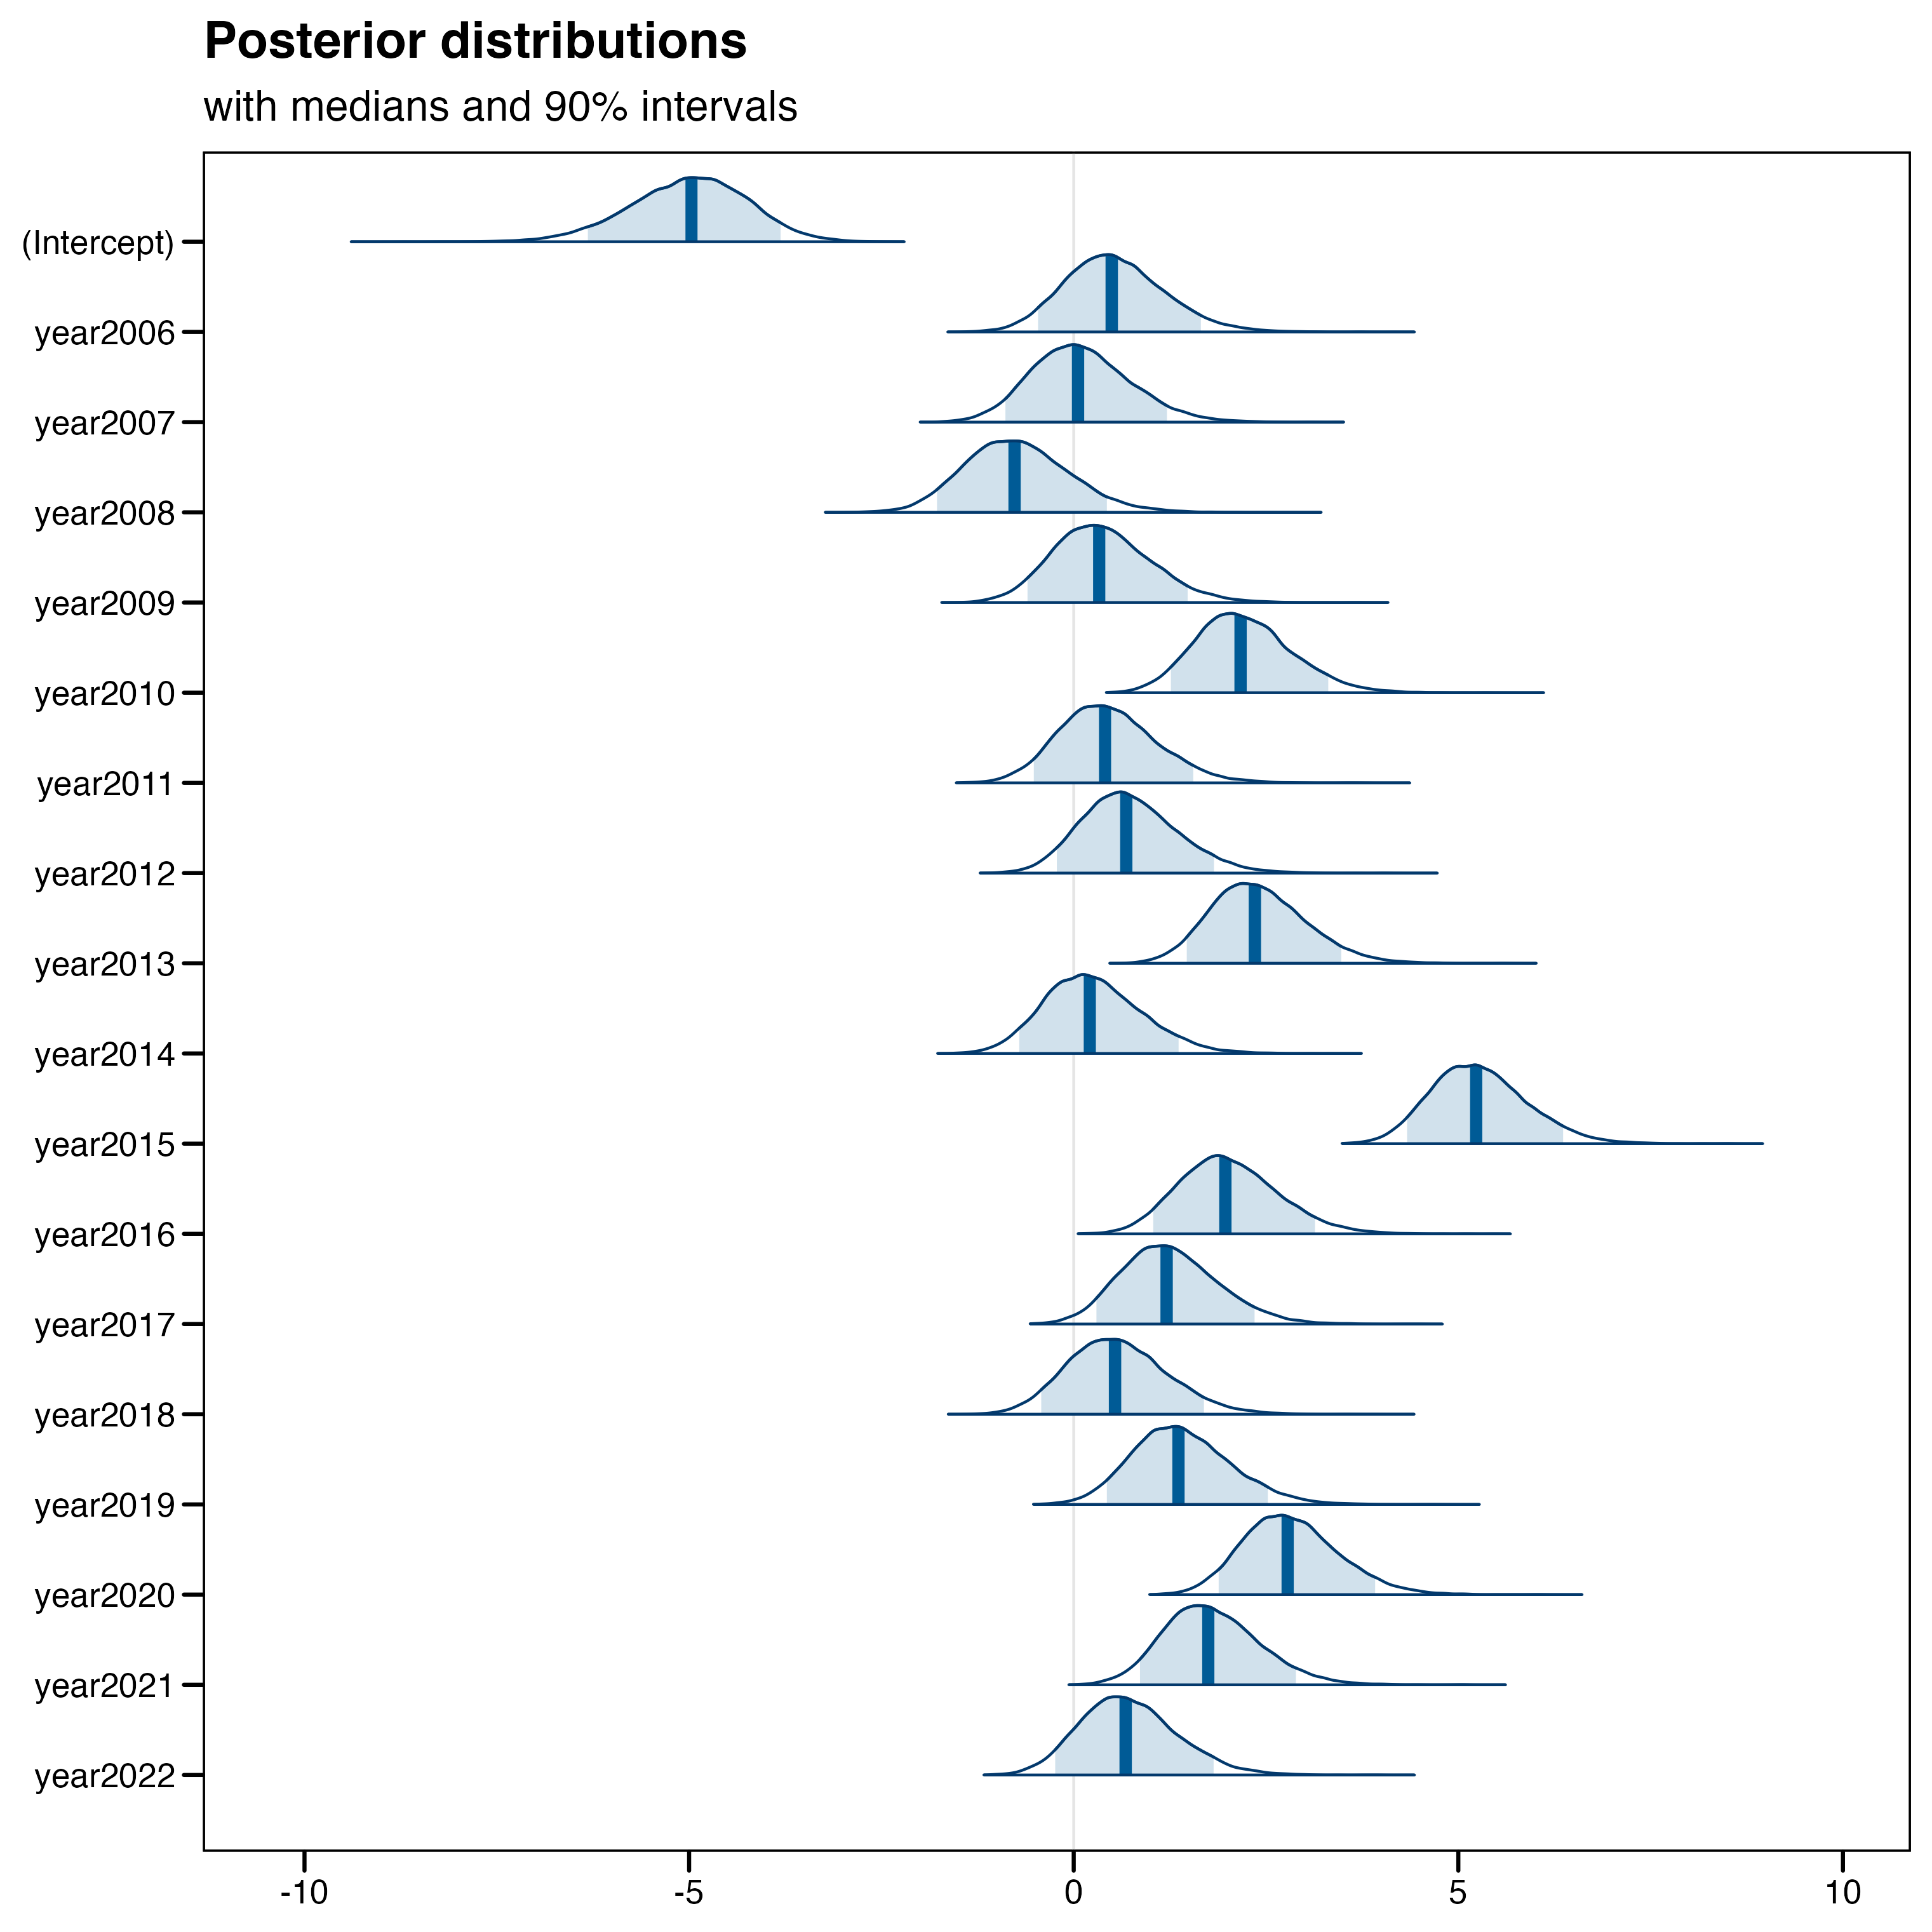 Posterior distributions
with medians and 90% intervals
(Intercept)
year2006
year2007
year2008
year2009
year2010
year2011
year2012
year2013
year2014
year2015
year2016
year2017
year2018
year2019
year2020
year2021
year2022
-10 -5 0 5 10